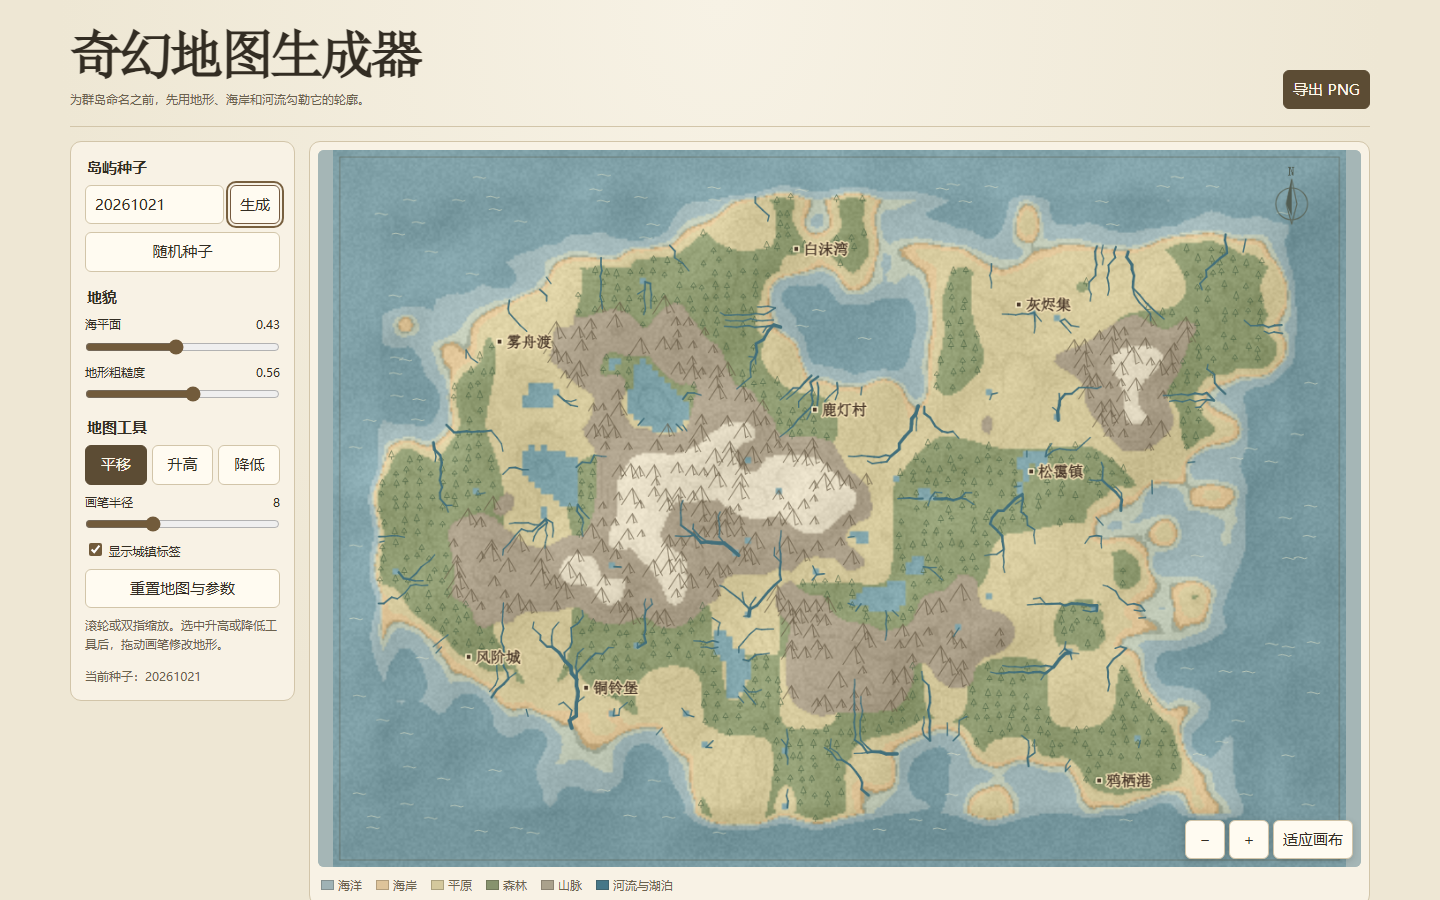 奇幻地图生成器
为群岛命名之前，先用地形、海岸和河流勾勒它的轮廓。
导出 PNG
岛屿种子
20261021
生成
随机种子
地貌
海平面 0.43
地形粗糙度 0.56
地图工具
平移 升高 降低
画笔半径 8
显示城镇标签
重置地图与参数
滚轮或双指缩放。选中升高或降低工
具后，拖动画笔修改地形。
当前种子：20261021
N
白沫湾
灰烬集
雾舟渡
鹿灯村
松霭镇
风阶城
铜铃堡
鸦栖港
− + 适应画布
海洋 海岸 平原 森林 山脉 河流与湖泊